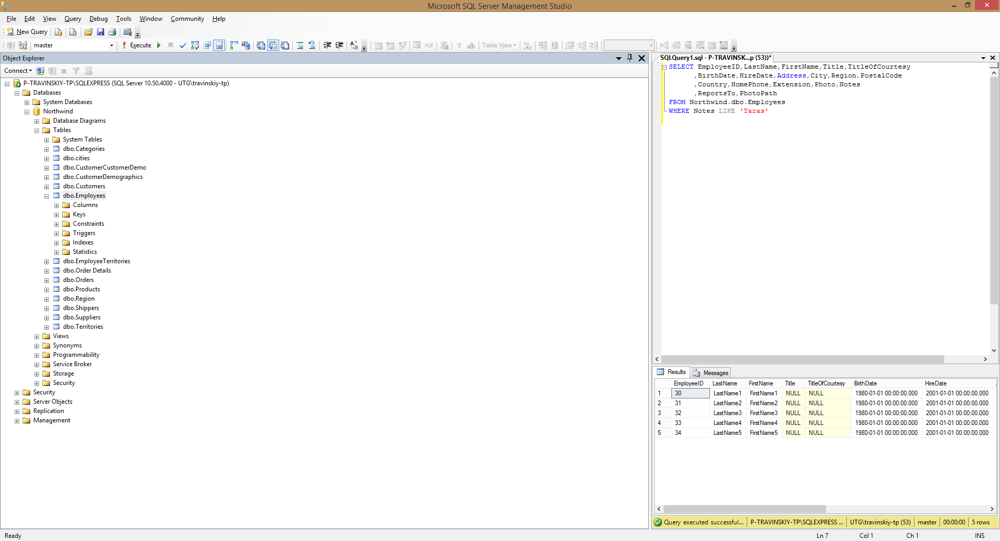 Microsoft SQL Server Management Studio
File Edit View Query Debug Tools Window Community Help
New Query
master Execute Table View
Object Explorer
Connect
P-TRAVINSKIY-TP\SQLEXPRESS (SQL Server 10.50.4000 - UTG\travinskiy-tp)
Databases
System Databases
Northwind
Database Diagrams
Tables
System Tables
dbo.Categories
dbo.cities
dbo.CustomerCustomerDemo
dbo.CustomerDemographics
dbo.Customers
dbo.Employees
Columns
Keys
Constraints
Triggers
Indexes
Statistics
dbo.EmployeeTerritories
dbo.Order Details
dbo.Orders
dbo.Products
dbo.Region
dbo.Shippers
dbo.Suppliers
dbo.Territories
Views
Synonyms
Programmability
Service Broker
Storage
Security
Security
Server Objects
Replication
Management
SQLQuery1.sql - P-TRAVINSK...p (53))*
SELECT EmployeeID,LastName,FirstName,Title,TitleOfCourtesy
,BirthDate,HireDate,Address,City,Region,PostalCode
,Country,HomePhone,Extension,Photo,Notes
,ReportsTo,PhotoPath
FROM Northwind.dbo.Employees
WHERE Notes LIKE 'Taras'
Results Messages
EmployeeID LastName FirstName Title TitleOfCourtesy BirthDate HireDate
1 30 LastName1 FirstName1 NULL NULL 1980-01-01 00:00:00.000 2001-01-01 00:00:00.000
2 31 LastName2 FirstName2 NULL NULL 1980-01-01 00:00:00.000 2001-01-01 00:00:00.000
3 32 LastName3 FirstName3 NULL NULL 1980-01-01 00:00:00.000 2001-01-01 00:00:00.000
4 33 LastName4 FirstName4 NULL NULL 1980-01-01 00:00:00.000 2001-01-01 00:00:00.000
5 34 LastName5 FirstName5 NULL NULL 1980-01-01 00:00:00.000 2001-01-01 00:00:00.000
Query executed successful... P-TRAVINSKIY-TP\SQLEXPRESS ... UTG\travinskiy-tp (53) master 00:00:00 5 rows
Ready Ln 7 Col 1 Ch 1 INS